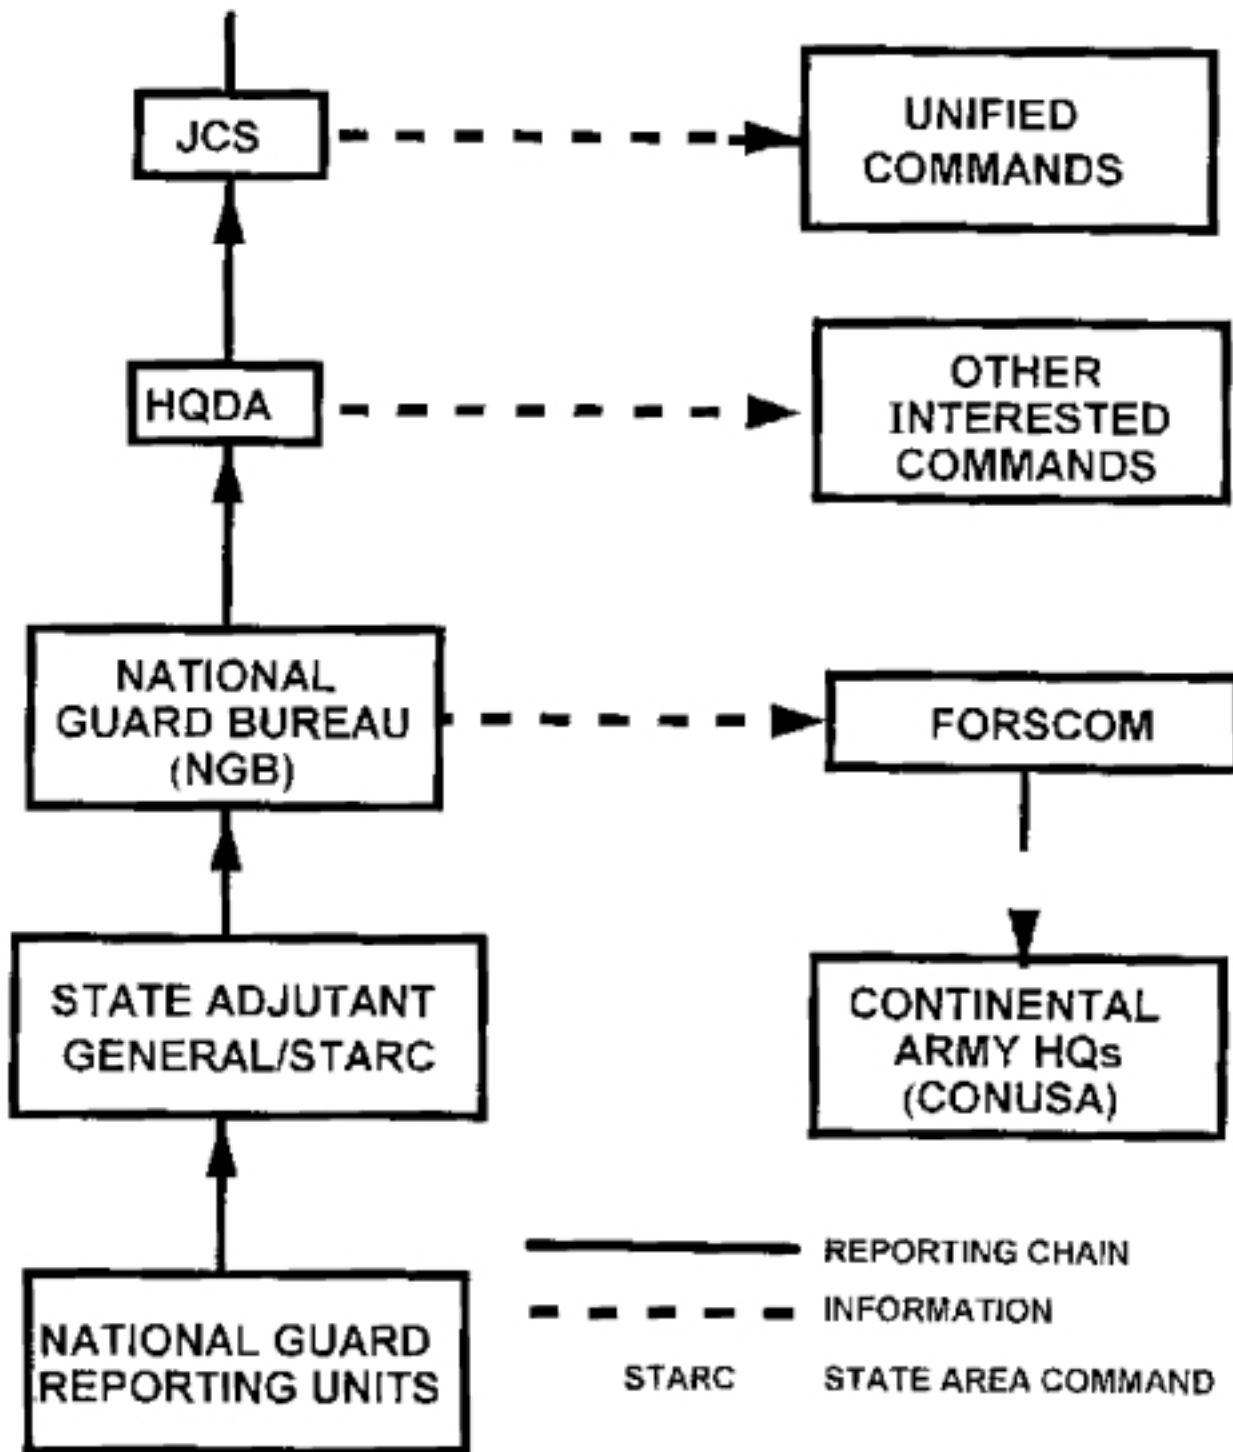 JCS
UNIFIED
COMMANDS
HQDA
OTHER
INTERESTED
COMMANDS
NATIONAL
GUARD BUREAU
(NGB)
FORSCOM
STATE ADJUTANT
GENERAL/STARC
CONTINENTAL
ARMY HQs
(CONUSA)
NATIONAL GUARD
REPORTING UNITS
REPORTING CHAIN
INFORMATION
STARC STATE AREA COMMAND